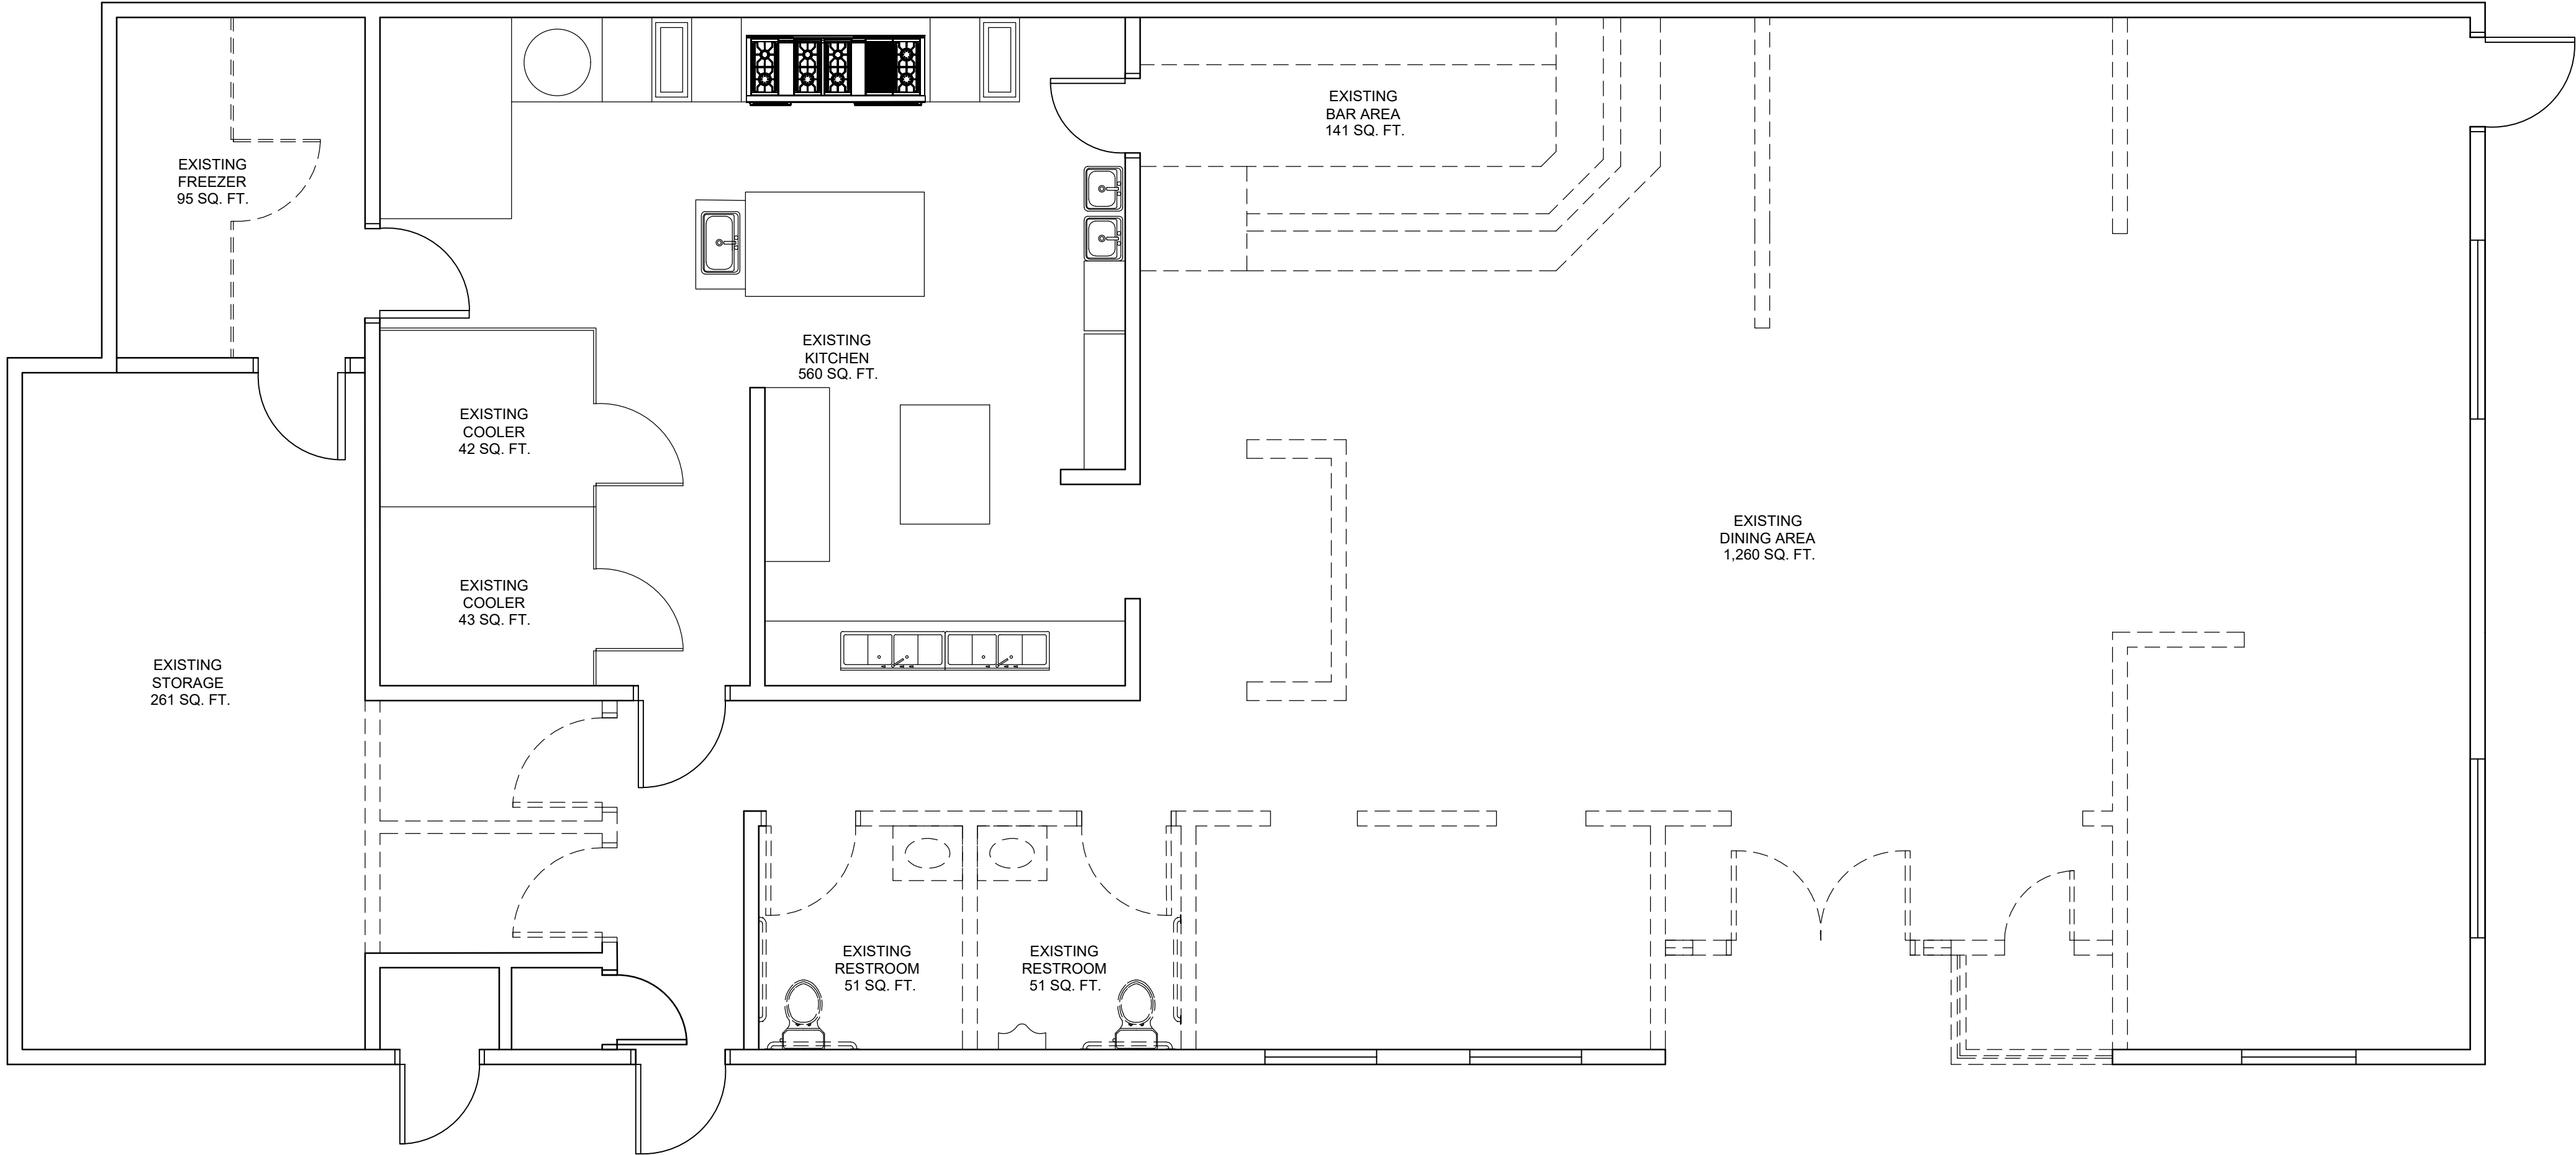 EXISTING
BAR AREA
141 SQ. FT.
EXISTING
FREEZER
95 SQ. FT.
EXISTING
KITCHEN
560 SQ. FT.
EXISTING
COOLER
42 SQ. FT.
EXISTING
DINING AREA
1,260 SQ. FT.
EXISTING
COOLER
43 SQ. FT.
EXISTING
STORAGE
261 SQ. FT.
EXISTING
RESTROOM
51 SQ. FT.
EXISTING
RESTROOM
51 SQ. FT.